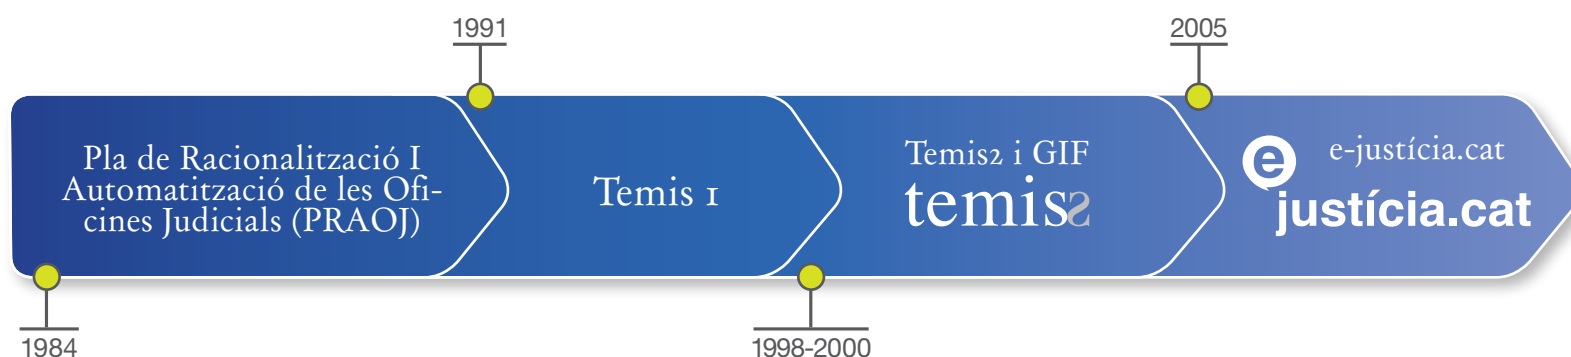 1991
2005
Pla de Racionalització I
Automatització de les Ofi-
cines Judicials (PRAOJ)
Temis 1
Temis2 i GIF
temis2
e-justícia.cat
e
justícia.cat
1984
1998-2000